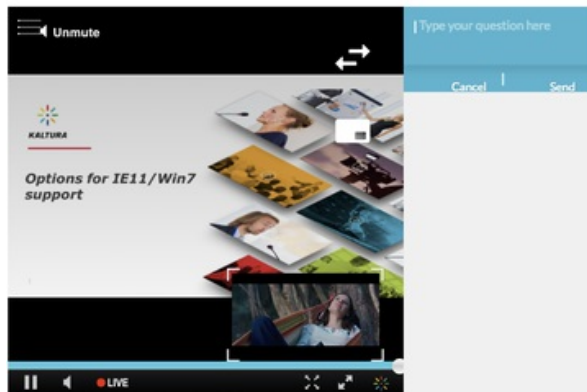 Unmute
Type your question here
Cancel
Send
KALTURA
Options for IE11/Win7
support
LIVE